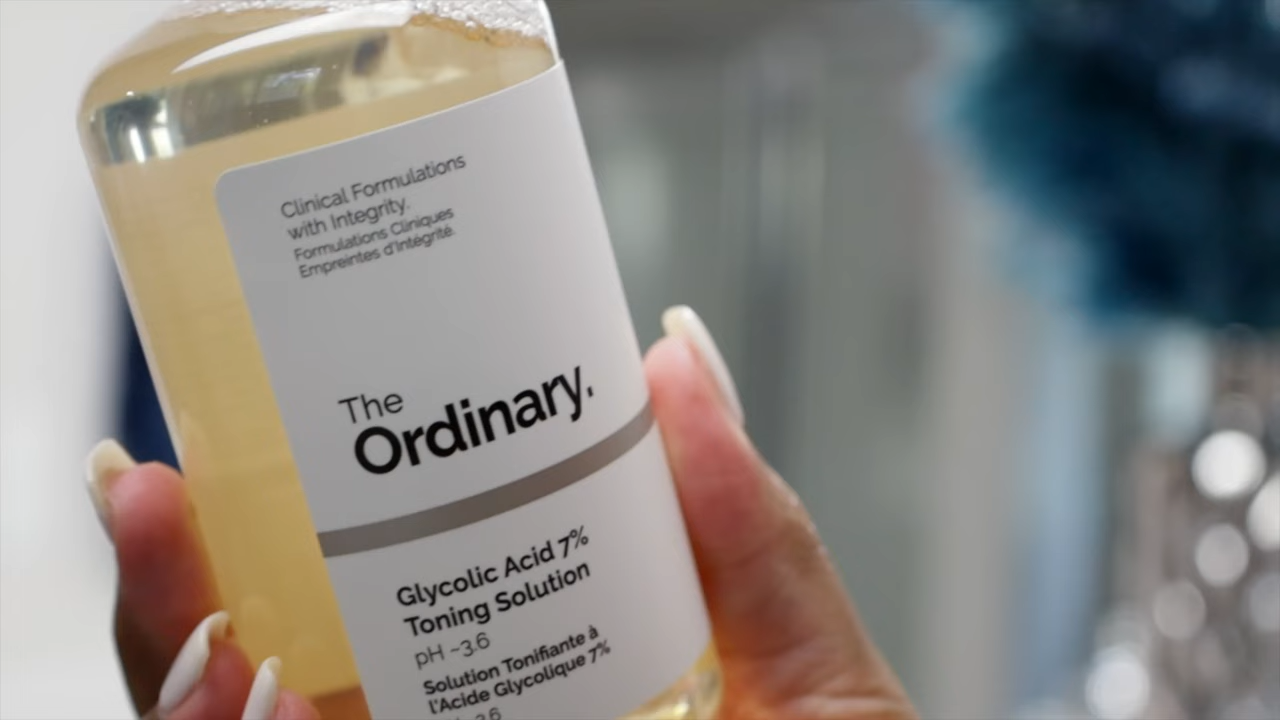 Clinical Formulations
with Integrity.
Formulations Cliniques
Empreintes d'Intégrité.
The
Ordinary.
Glycolic Acid 7%
Toning Solution
pH ~3.6
Solution Tonifiante à
l'Acide Glycolique 7%